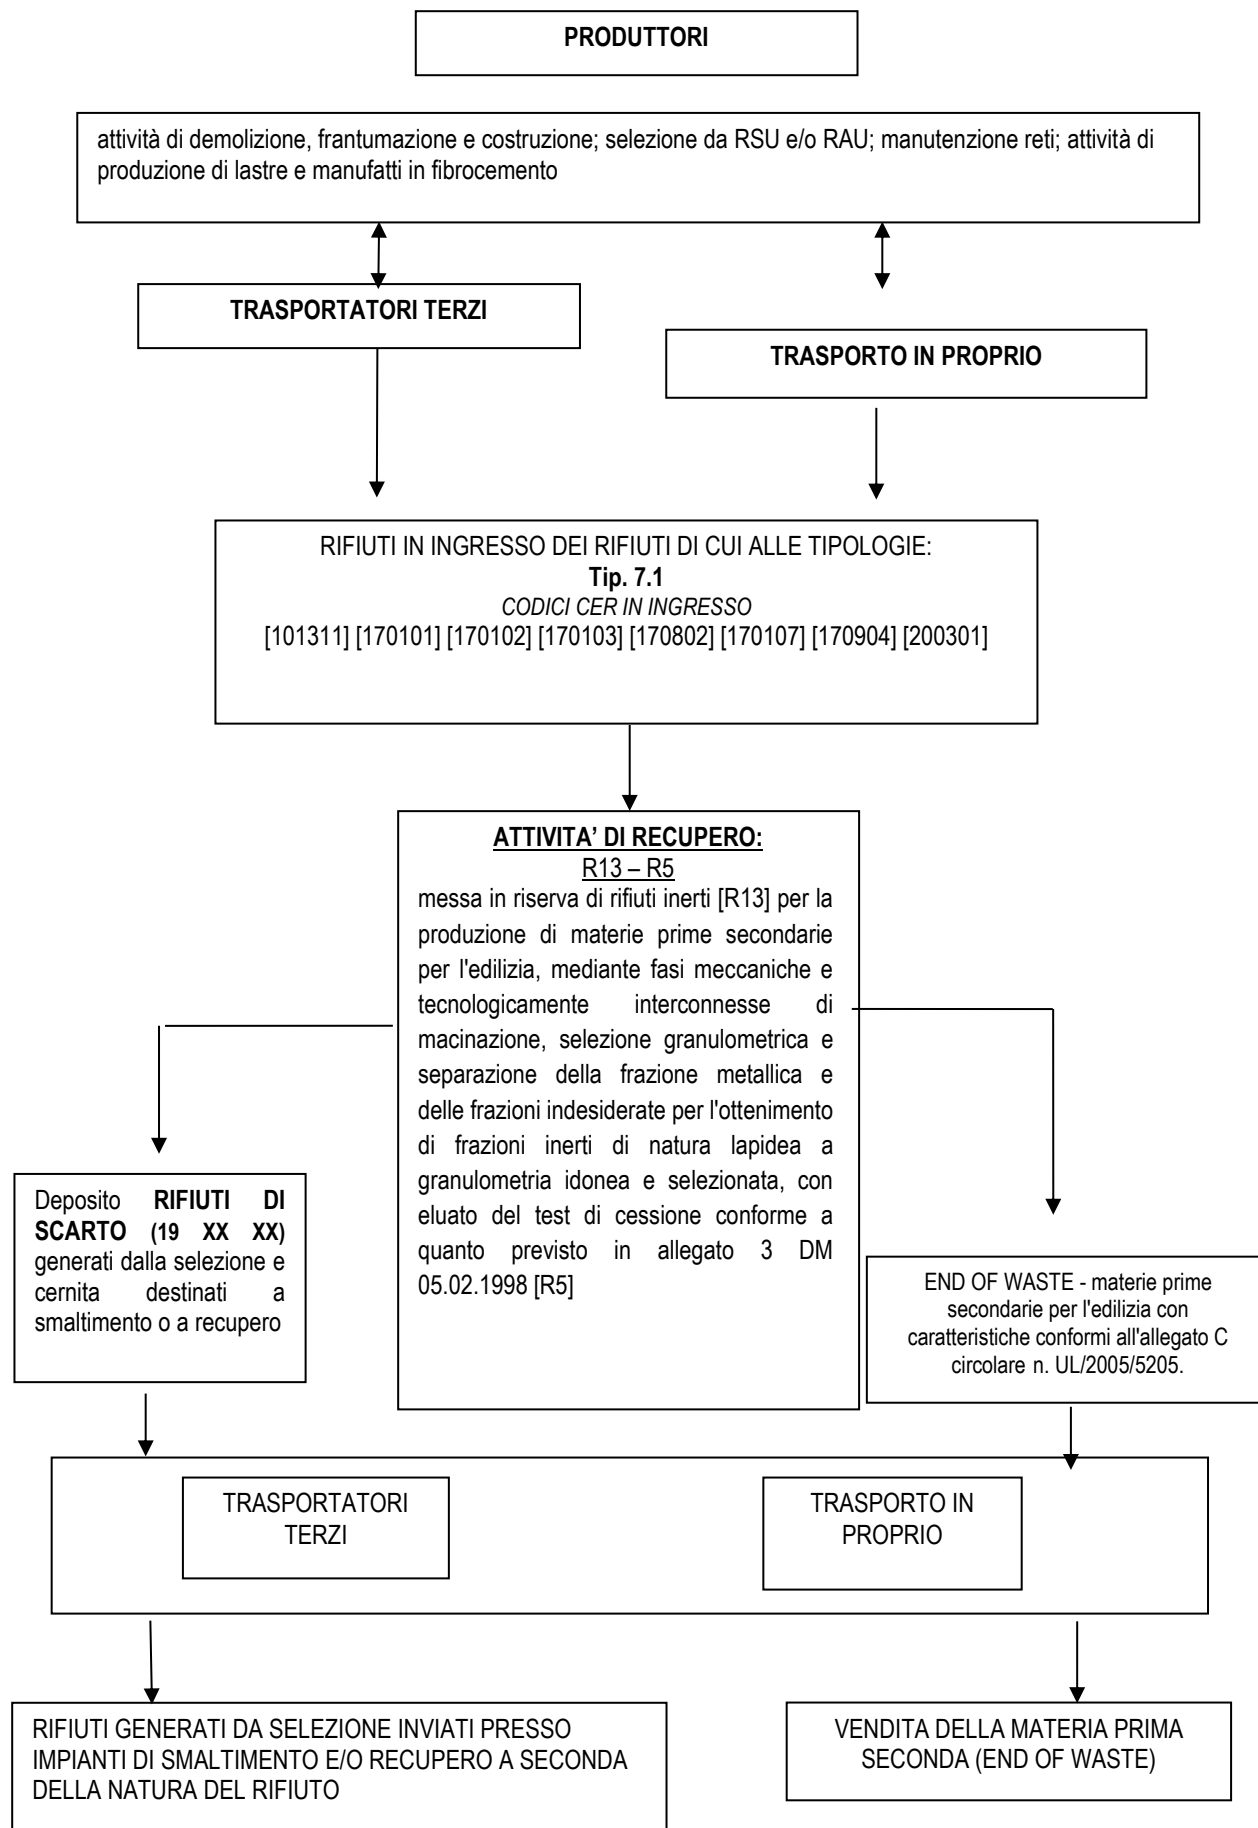 PRODUTTORI
attività di demolizione, frantumazione e costruzione; selezione da RSU e/o RAU; manutenzione reti; attività di
produzione di lastre e manufatti in fibrocemento
TRASPORTATORI TERZI
TRASPORTO IN PROPRIO
RIFIUTI IN INGRESSO DEI RIFIUTI DI CUI ALLE TIPOLOGIE:
Tip. 7.1
CODICI CER IN INGRESSO
[101311] [170101] [170102] [170103] [170802] [170107] [170904] [200301]
ATTIVITA’ DI RECUPERO:
R13 – R5
messa in riserva di rifiuti inerti [R13] per la
produzione di materie prime secondarie
per l'edilizia, mediante fasi meccaniche e
tecnologicamente interconnesse di
macinazione, selezione granulometrica e
separazione della frazione metallica e
delle frazioni indesiderate per l'ottenimento
di frazioni inerti di natura lapidea a
granulometria idonea e selezionata, con
eluato del test di cessione conforme a
quanto previsto in allegato 3 DM
05.02.1998 [R5]
Deposito RIFIUTI DI
SCARTO (19 XX XX)
generati dalla selezione e
cernita destinati a
smaltimento o a recupero
END OF WASTE - materie prime
secondarie per l'edilizia con
caratteristiche conformi all'allegato C
circolare n. UL/2005/5205.
TRASPORTATORI
TERZI
TRASPORTO IN
PROPRIO
RIFIUTI GENERATI DA SELEZIONE INVIATI PRESSO
IMPIANTI DI SMALTIMENTO E/O RECUPERO A SECONDA
DELLA NATURA DEL RIFIUTO
VENDITA DELLA MATERIA PRIMA
SECONDA (END OF WASTE)